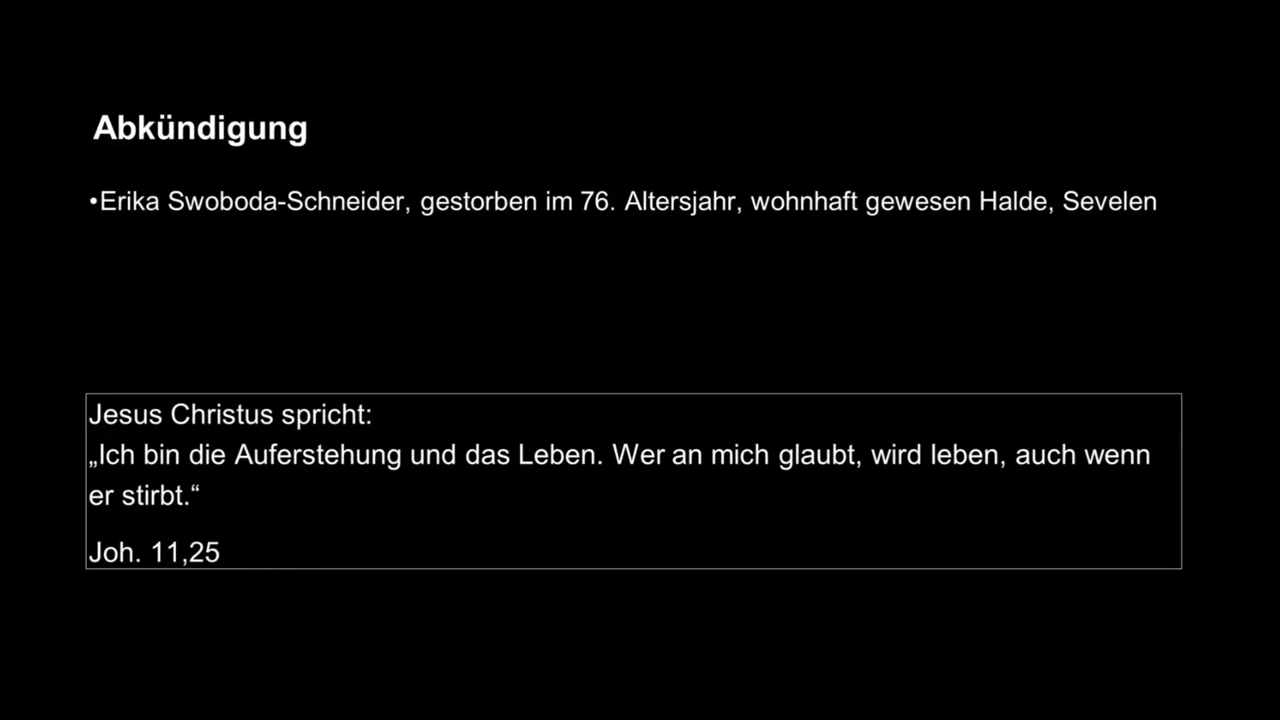 Abkündigung
•Erika Swoboda-Schneider, gestorben im 76. Altersjahr, wohnhaft gewesen Halde, Sevelen
Jesus Christus spricht:
„Ich bin die Auferstehung und das Leben. Wer an mich glaubt, wird leben, auch wenn
er stirbt.“
Joh. 11,25